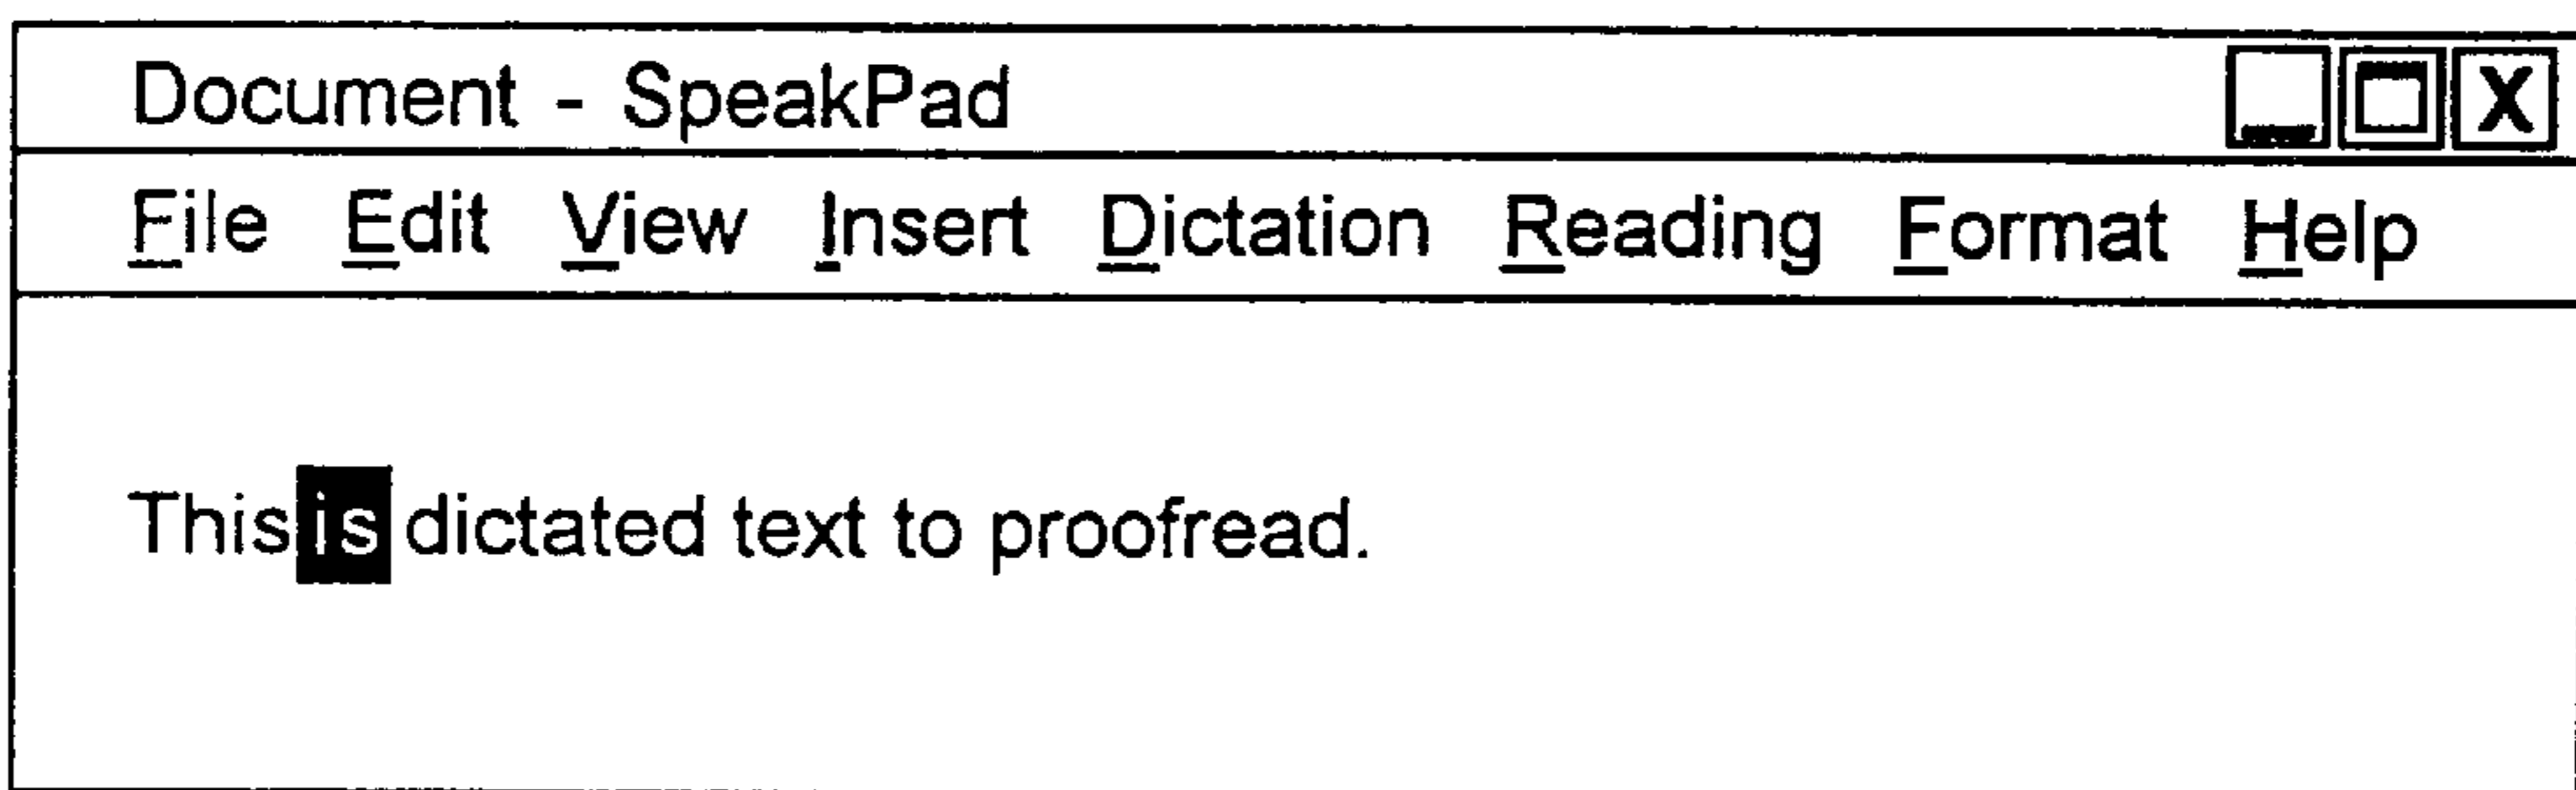 Document - SpeakPad
File Edit View Insert Dictation Reading Format Help
This is dictated text to proofread.